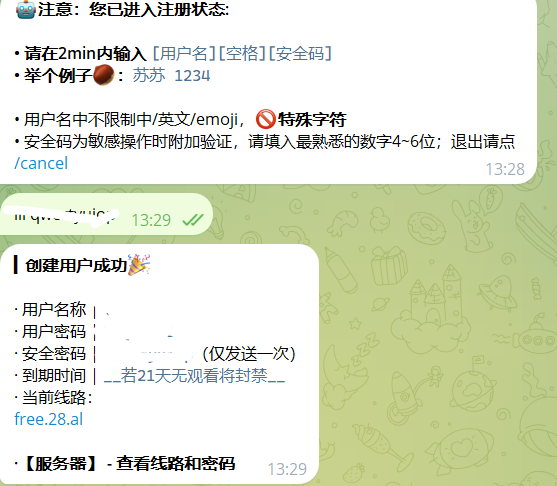 🤖注意：您已进入注册状态:
• 请在2min内输入 [用户名][空格][安全码]
• 举个例子🌰：苏苏 1234
• 用户名中不限制中/英文/emoji，🚫特殊字符
• 安全码为敏感操作时附加验证，请填入最熟悉的数字4~6位；退出请点
/cancel
13:28
13:29
创建用户成功🎉
· 用户名称 |
· 用户密码 |
· 安全密码 | （仅发送一次）
· 到期时间 | __若21天无观看将封禁__
· 当前线路：
free.28.al
·【服务器】 - 查看线路和密码
13:29